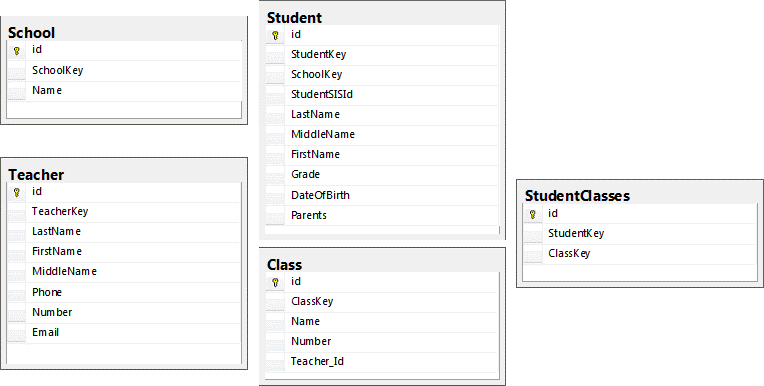 School
id
SchoolKey
Name
Student
id
StudentKey
SchoolKey
StudentSISId
LastName
MiddleName
FirstName
Grade
DateOfBirth
Parents
Teacher
id
TeacherKey
LastName
FirstName
MiddleName
Phone
Number
Email
Class
id
ClassKey
Name
Number
Teacher_Id
StudentClasses
id
StudentKey
ClassKey